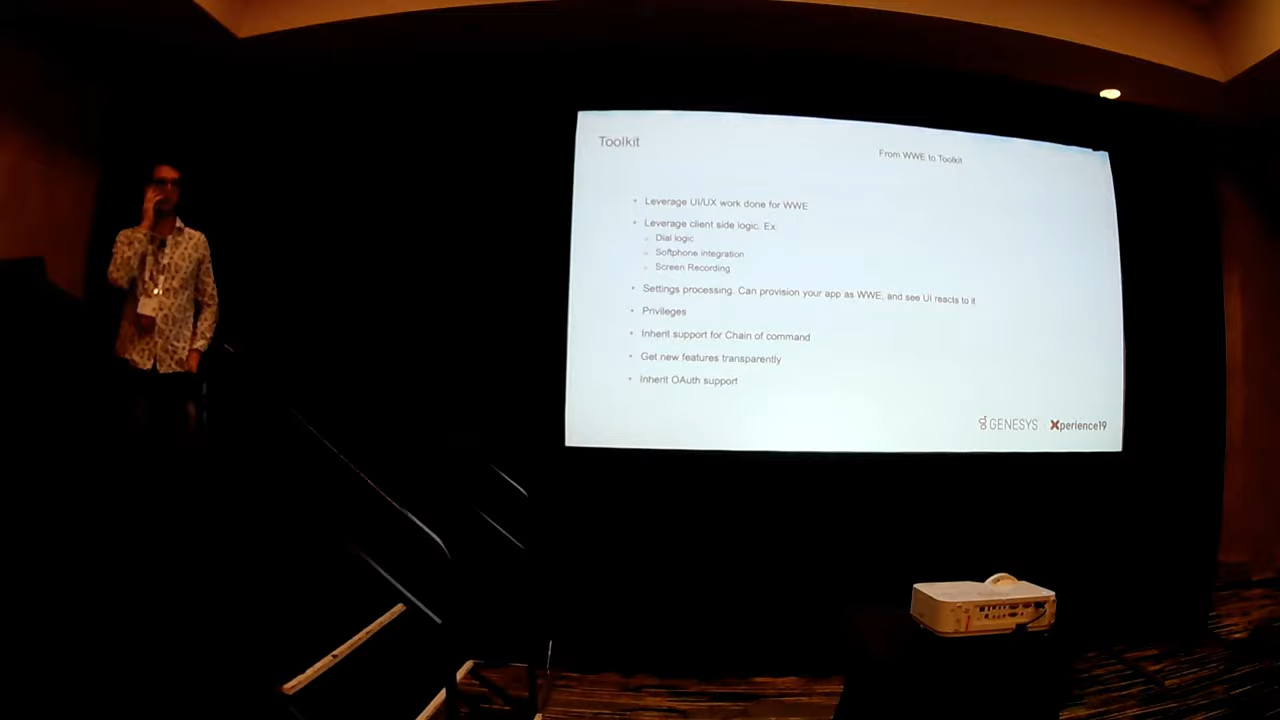 Toolkit
From WWE to Toolkit
Leverage UI/UX work done for WWE
Leverage client side logic. Ex:
Dial logic
Softphone integration
Screen Recording
Settings processing. Can provision your app as WWE, and see UI reacts to it
Privileges
Inherit support for Chain of command
Get new features transparently
Inherit OAuth support
GENESYS Xperience19